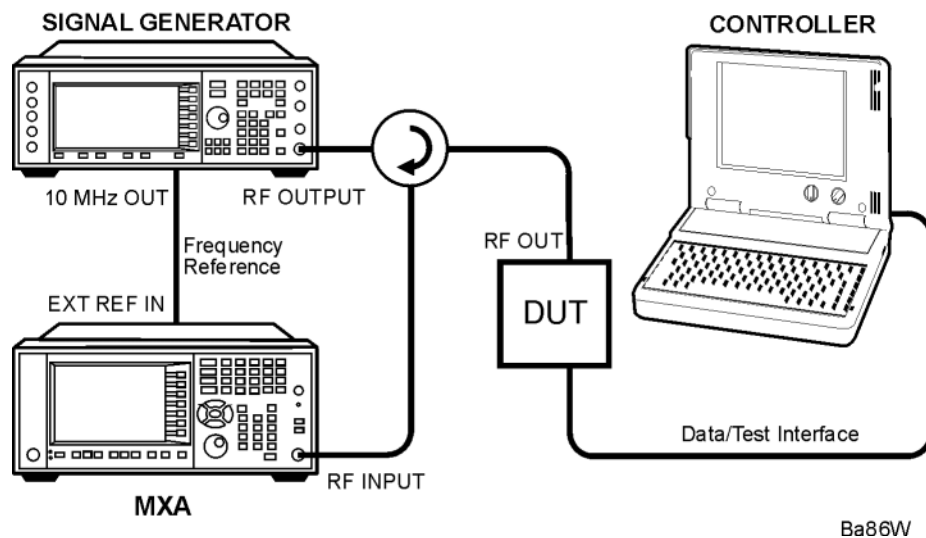 SIGNAL GENERATOR
CONTROLLER
10 MHz OUT
RF OUTPUT
Frequency
Reference
RF OUT
EXT REF IN
DUT
Data/Test Interface
RF INPUT
MXA
Ba86W